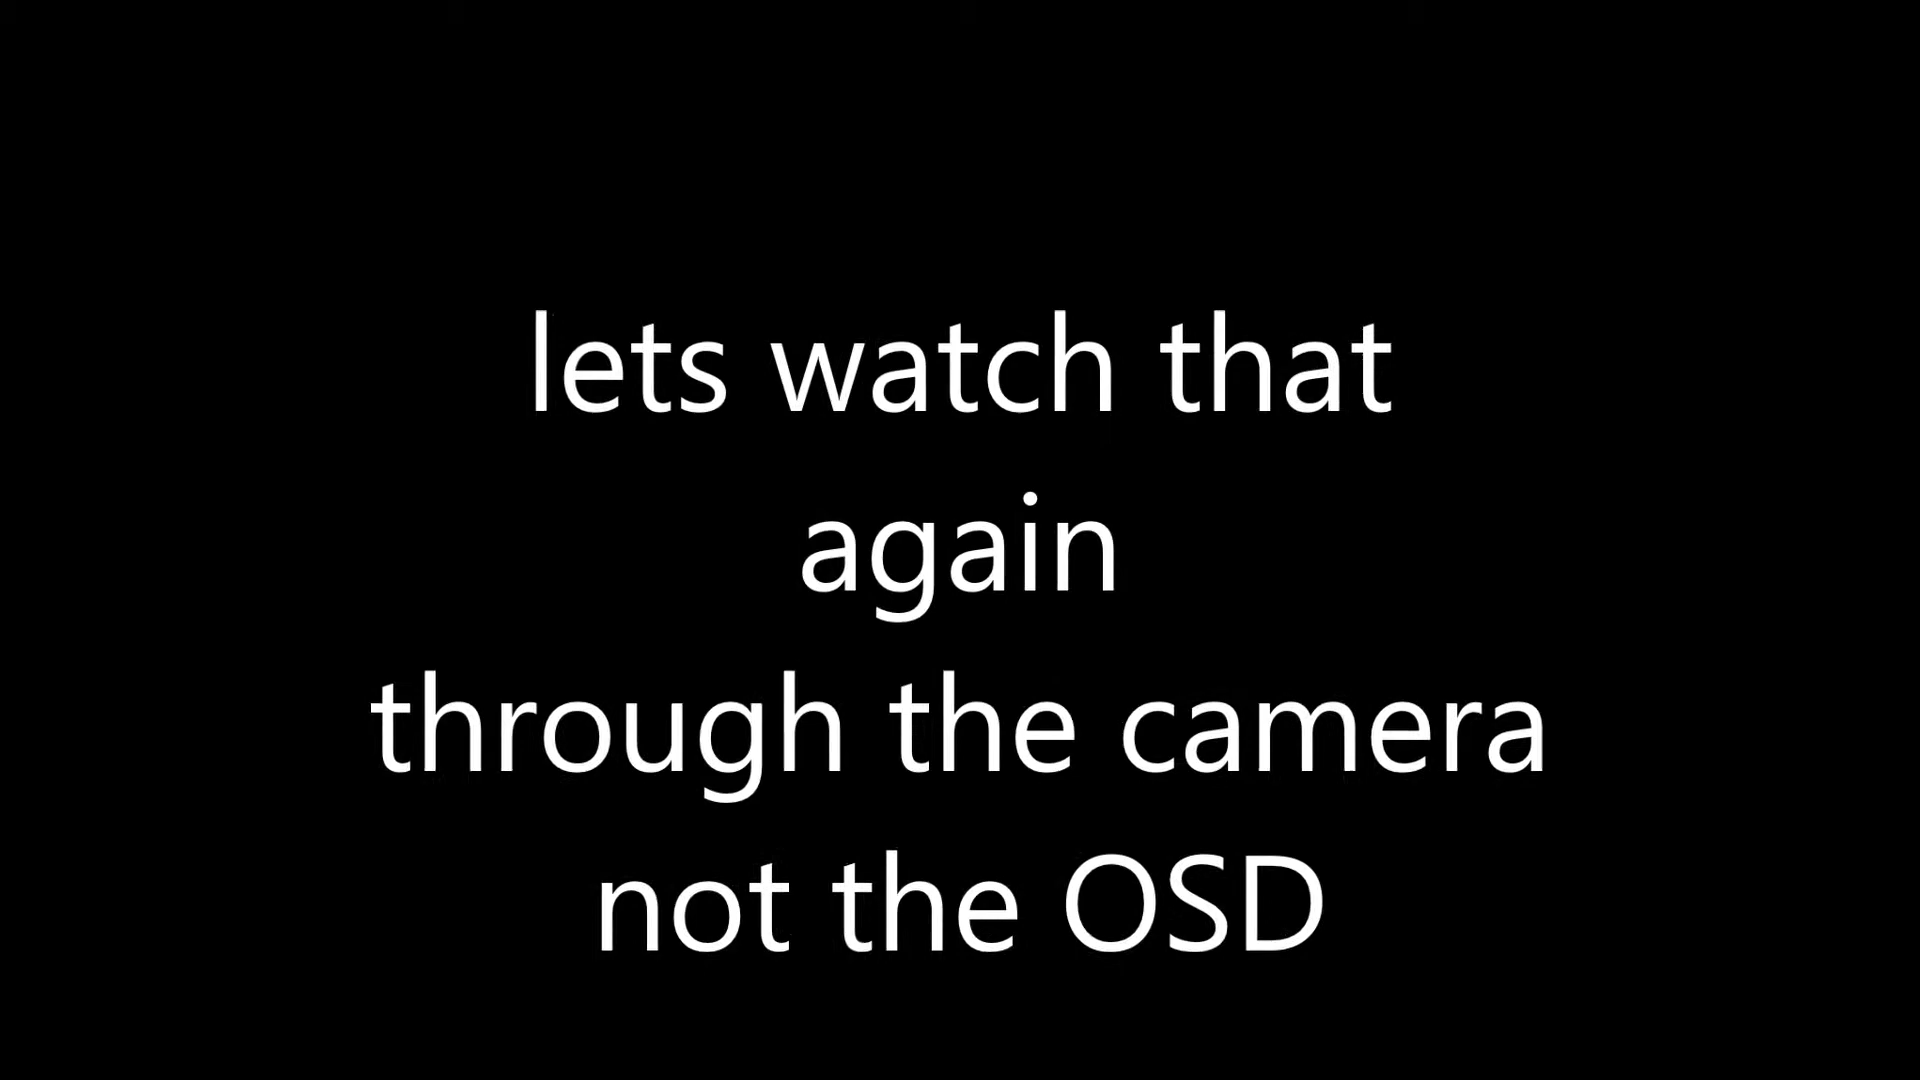 lets watch that
again
through the camera
not the OSD